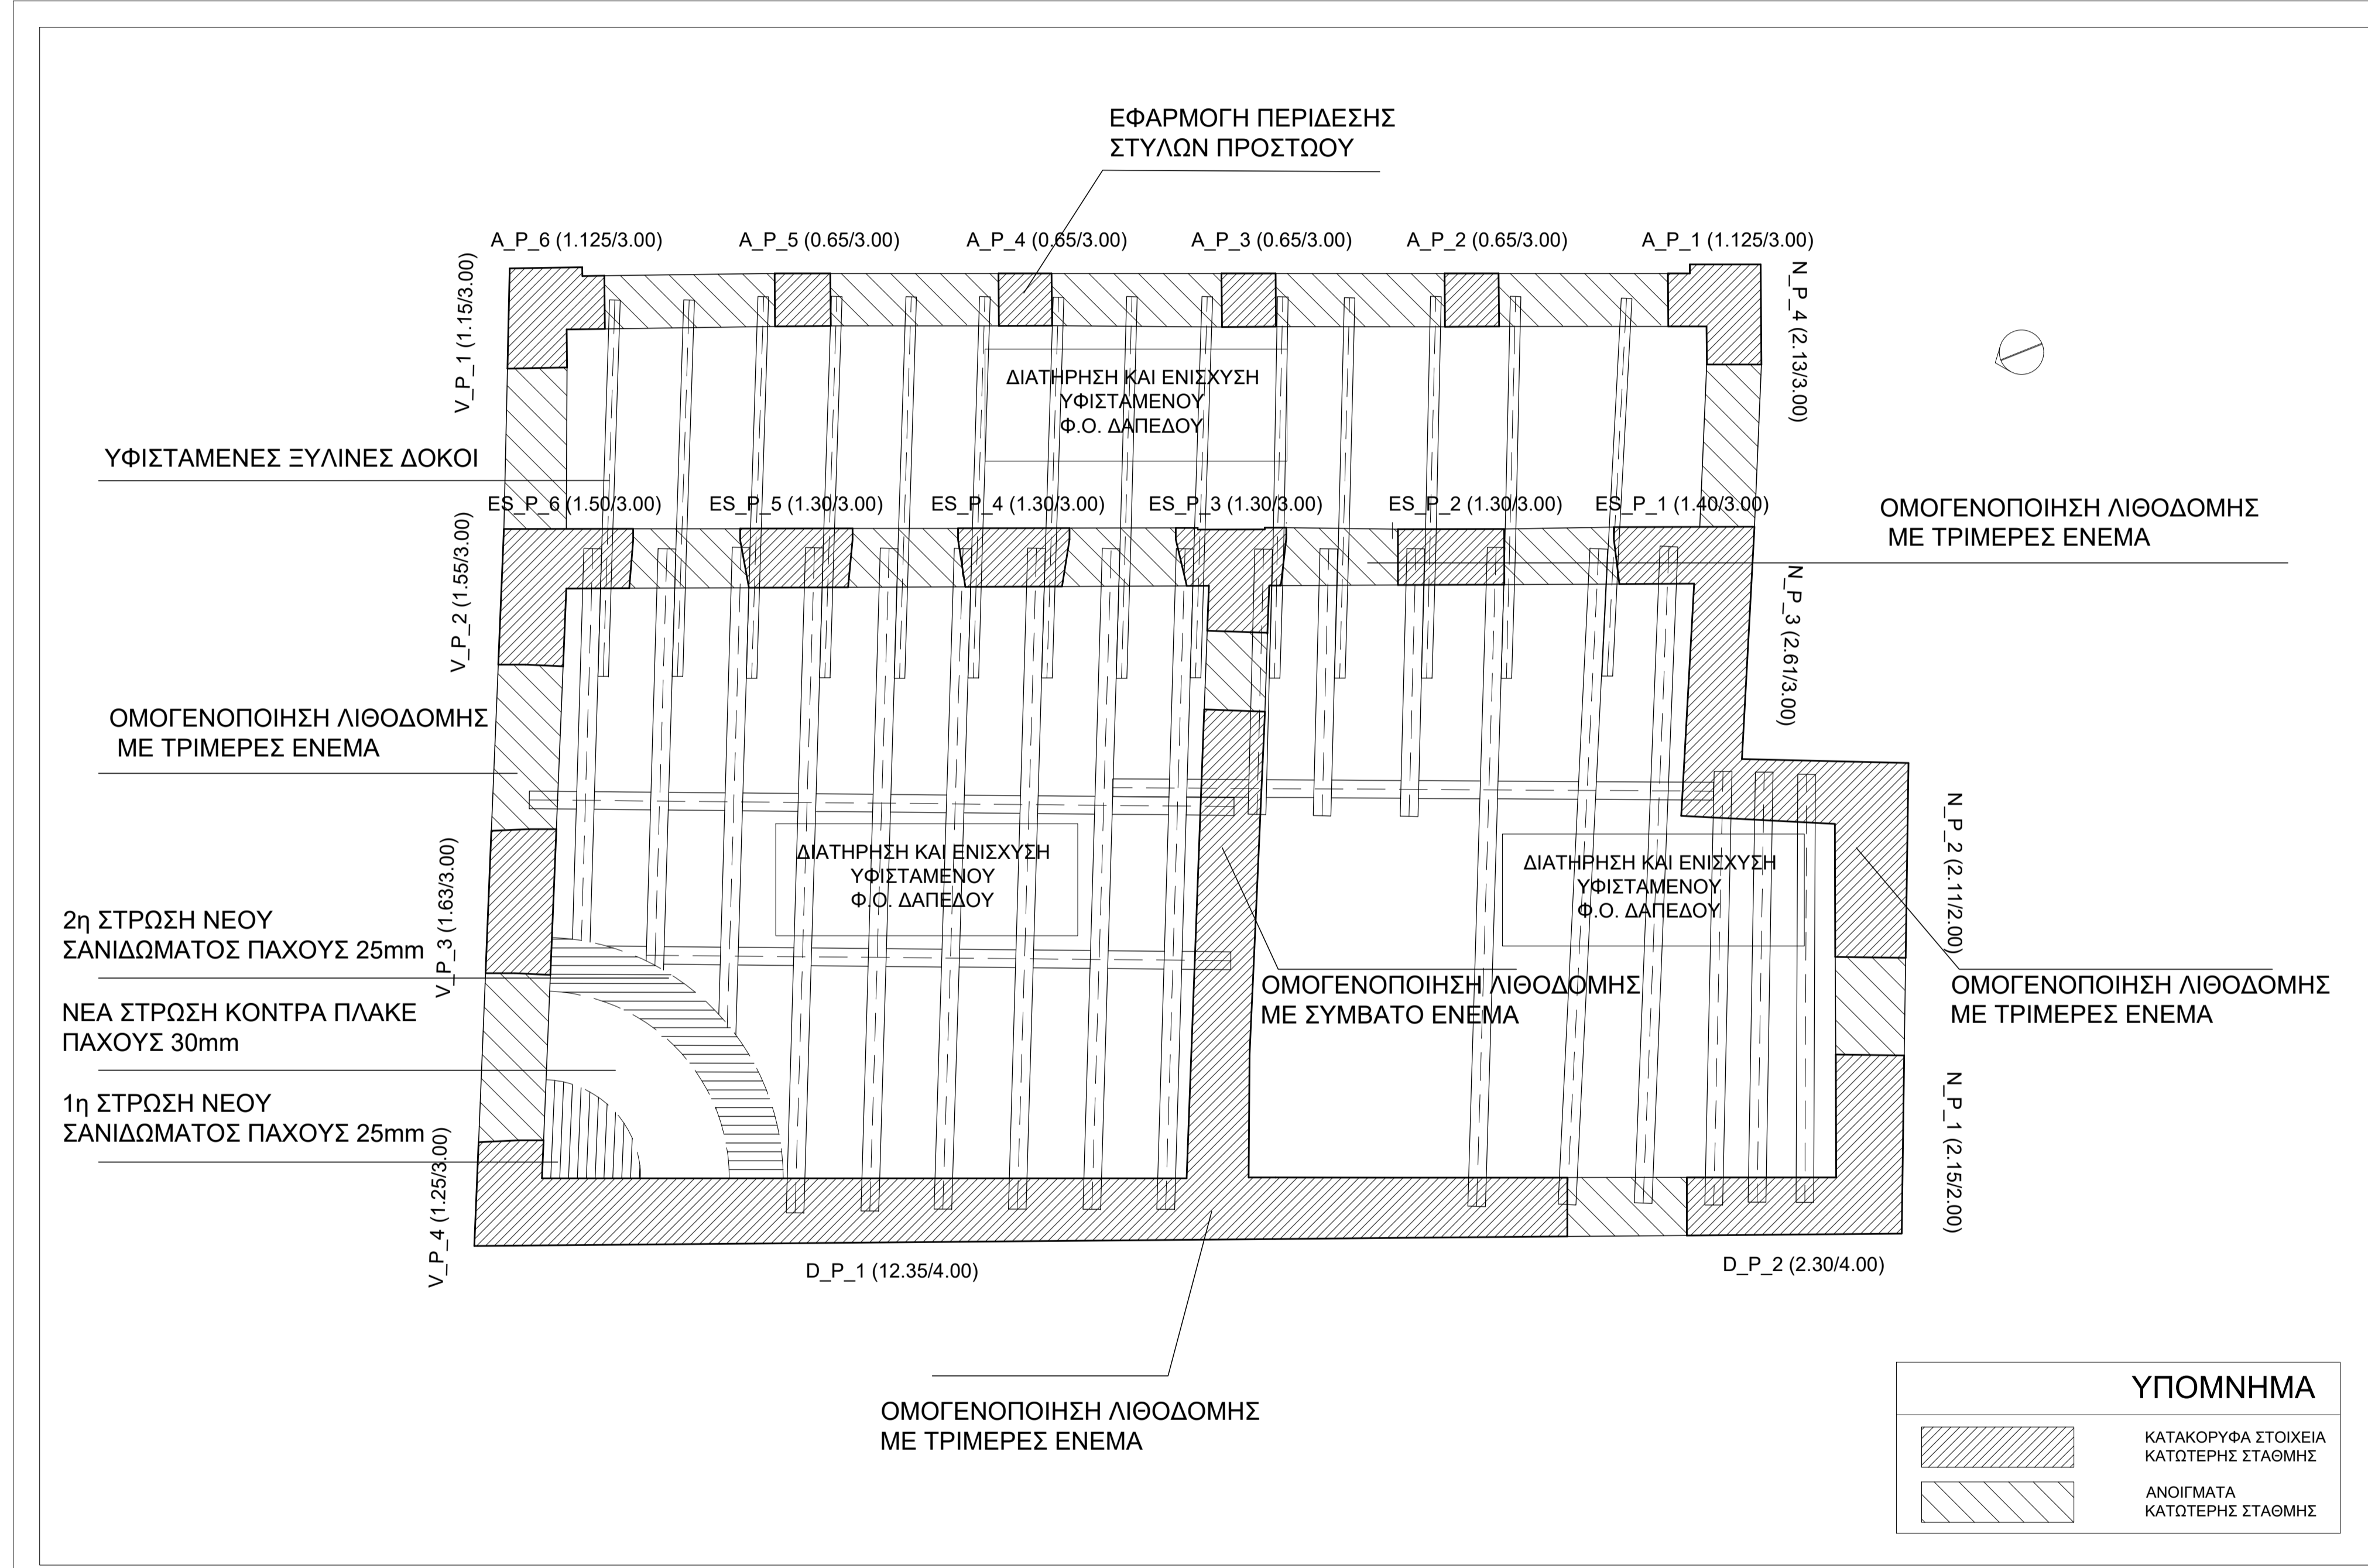 ΕΦΑΡΜΟΓΗ ΠΕΡΙΔΕΣΗΣ
ΣΤΥΛΩΝ ΠΡΟΣΤΩΟΥ
A_P_6 (1.125/3.00)
A_P_5 (0.65/3.00)
A_P_4 (0.65/3.00)
A_P_3 (0.65/3.00)
A_P_2 (0.65/3.00)
A_P_1 (1.125/3.00)
V_P_1 (1.15/3.00)
N_P_4 (2.13/3.00)
ΔΙΑΤΗΡΗΣΗ ΚΑΙ ΕΝΙΣΧΥΣΗ
ΥΦΙΣΤΑΜΕΝΟΥ
Φ.Ο. ΔΑΠΕΔΟΥ
ΥΦΙΣΤΑΜΕΝΕΣ ΞΥΛΙΝΕΣ ΔΟΚΟΙ
ES_P_6 (1.50/3.00)
ES_P_5 (1.30/3.00)
ES_P_4 (1.30/3.00)
ES_P_3 (1.30/3.00)
ES_P_2 (1.30/3.00)
ES_P_1 (1.40/3.00)
ΟΜΟΓΕΝΟΠΟΙΗΣΗ ΛΙΘΟΔΟΜΗΣ
ΜΕ ΤΡΙΜΕΡΕΣ ΕΝΕΜΑ
V_P_2 (1.55/3.00)
N_P_3 (2.61/3.00)
ΟΜΟΓΕΝΟΠΟΙΗΣΗ ΛΙΘΟΔΟΜΗΣ
ΜΕ ΤΡΙΜΕΡΕΣ ΕΝΕΜΑ
V_P_3 (1.63/3.00)
ΔΙΑΤΗΡΗΣΗ ΚΑΙ ΕΝΙΣΧΥΣΗ
ΥΦΙΣΤΑΜΕΝΟΥ
Φ.Ο. ΔΑΠΕΔΟΥ
ΔΙΑΤΗΡΗΣΗ ΚΑΙ ΕΝΙΣΧΥΣΗ
ΥΦΙΣΤΑΜΕΝΟΥ
Φ.Ο. ΔΑΠΕΔΟΥ
N_P_2 (2.11/2.00)
2η ΣΤΡΩΣΗ ΝΕΟΥ
ΣΑΝΙΔΩΜΑΤΟΣ ΠΑΧΟΥΣ 25mm
ΝΕΑ ΣΤΡΩΣΗ ΚΟΝΤΡΑ ΠΛΑΚΕ
ΠΑΧΟΥΣ 30mm
1η ΣΤΡΩΣΗ ΝΕΟΥ
ΣΑΝΙΔΩΜΑΤΟΣ ΠΑΧΟΥΣ 25mm
ΟΜΟΓΕΝΟΠΟΙΗΣΗ ΛΙΘΟΔΟΜΗΣ
ΜΕ ΣΥΜΒΑΤΟ ΕΝΕΜΑ
ΟΜΟΓΕΝΟΠΟΙΗΣΗ ΛΙΘΟΔΟΜΗΣ
ΜΕ ΤΡΙΜΕΡΕΣ ΕΝΕΜΑ
V_P_4 (1.25/3.00)
N_P_1 (2.15/2.00)
D_P_1 (12.35/4.00)
D_P_2 (2.30/4.00)
ΟΜΟΓΕΝΟΠΟΙΗΣΗ ΛΙΘΟΔΟΜΗΣ
ΜΕ ΤΡΙΜΕΡΕΣ ΕΝΕΜΑ
ΥΠΟΜΝΗΜΑ
ΚΑΤΑΚΟΡΥΦΑ ΣΤΟΙΧΕΙΑ
ΚΑΤΩΤΕΡΗΣ ΣΤΑΘΜΗΣ
ΑΝΟΙΓΜΑΤΑ
ΚΑΤΩΤΕΡΗΣ ΣΤΑΘΜΗΣ